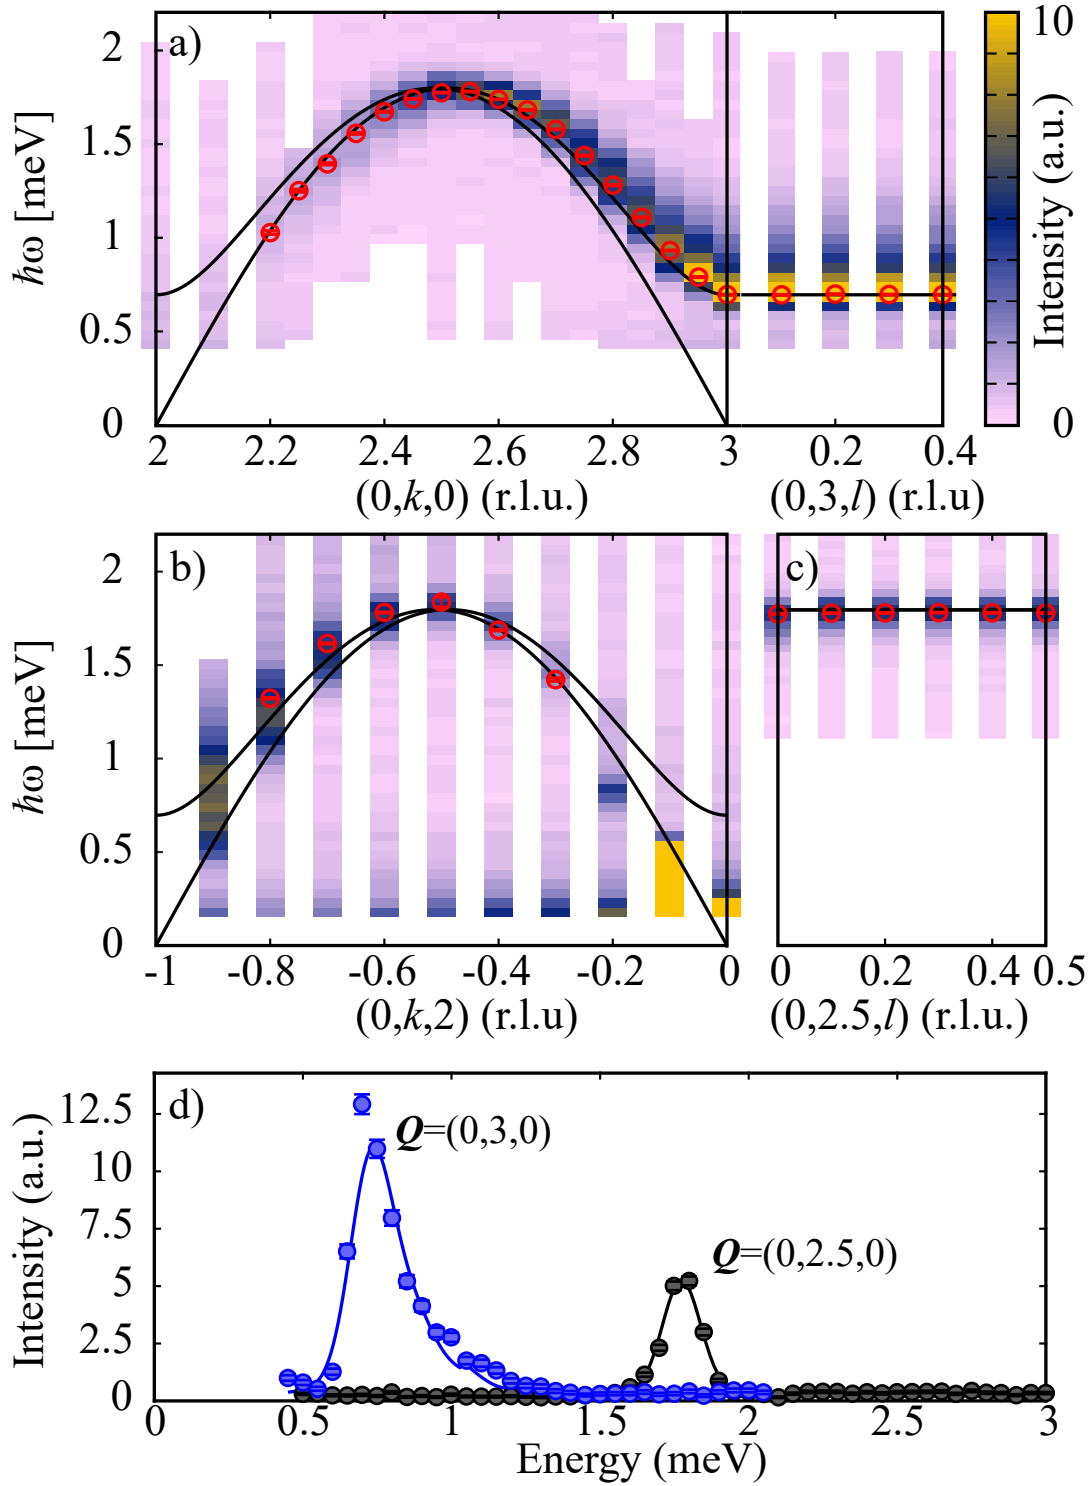 a)
2
1.5
1
0.5
0
ħω [meV]
2 2.2 2.4 2.6 2.8 3 0.2 0.4
(0,k,0) (r.l.u.) (0,3,l) (r.l.u)
10
0
Intensity (a.u.)
b)
2
1.5
1
0.5
0
ħω [meV]
-1 -0.8 -0.6 -0.4 -0.2 0
(0,k,2) (r.l.u)
c)
0 0.2 0.4 0.5
(0,2.5,l) (r.l.u.)
d)
12.5
10
7.5
5
2.5
0
Intensity (a.u.)
Q=(0,3,0)
Q=(0,2.5,0)
0 0.5 1 1.5 2 2.5 3
Energy (meV)